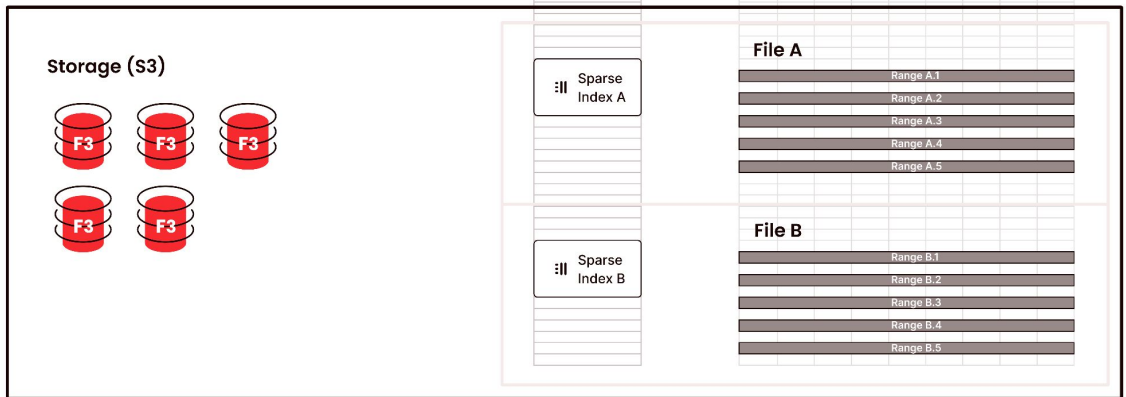 Storage (S3)
F3
F3
F3
F3
F3
Sparse
Index A
File A
Range A.1
Range A.2
Range A.3
Range A.4
Range A.5
Sparse
Index B
File B
Range B.1
Range B.2
Range B.3
Range B.4
Range B.5